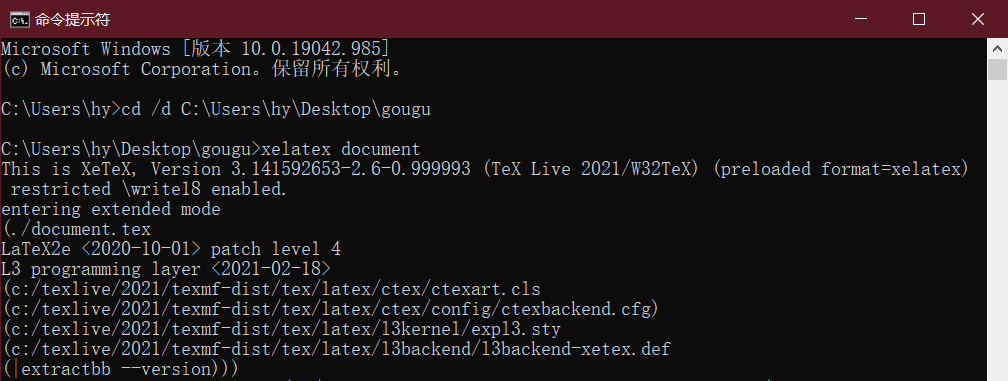 命令提示符
Microsoft Windows [版本 10.0.19042.985]
(c) Microsoft Corporation。保留所有权利。
C:\Users\hy>cd /d C:\Users\hy\Desktop\gougu
C:\Users\hy\Desktop\gougu>xelatex document
This is XeTeX, Version 3.141592653-2.6-0.999993 (TeX Live 2021/W32TeX) (preloaded format=xelatex)
restricted \write18 enabled.
entering extended mode
(./document.tex
LaTeX2e <2020-10-01> patch level 4
L3 programming layer <2021-02-18>
(c:/texlive/2021/texmf-dist/tex/latex/ctex/ctexart.cls
(c:/texlive/2021/texmf-dist/tex/latex/ctex/config/ctexbackend.cfg)
(c:/texlive/2021/texmf-dist/tex/latex/l3kernel/expl3.sty
(c:/texlive/2021/texmf-dist/tex/latex/l3backend/l3backend-xetex.def
(|extractbb --version)))